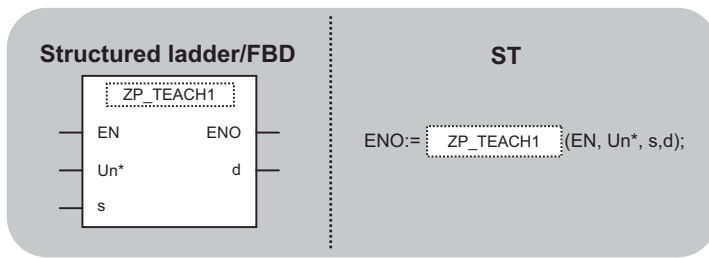 Structured ladder/FBD
ZP_TEACH1
EN ENO
Un* d
s
ST
ENO:= ZP_TEACH1 (EN, Un*, s,d);